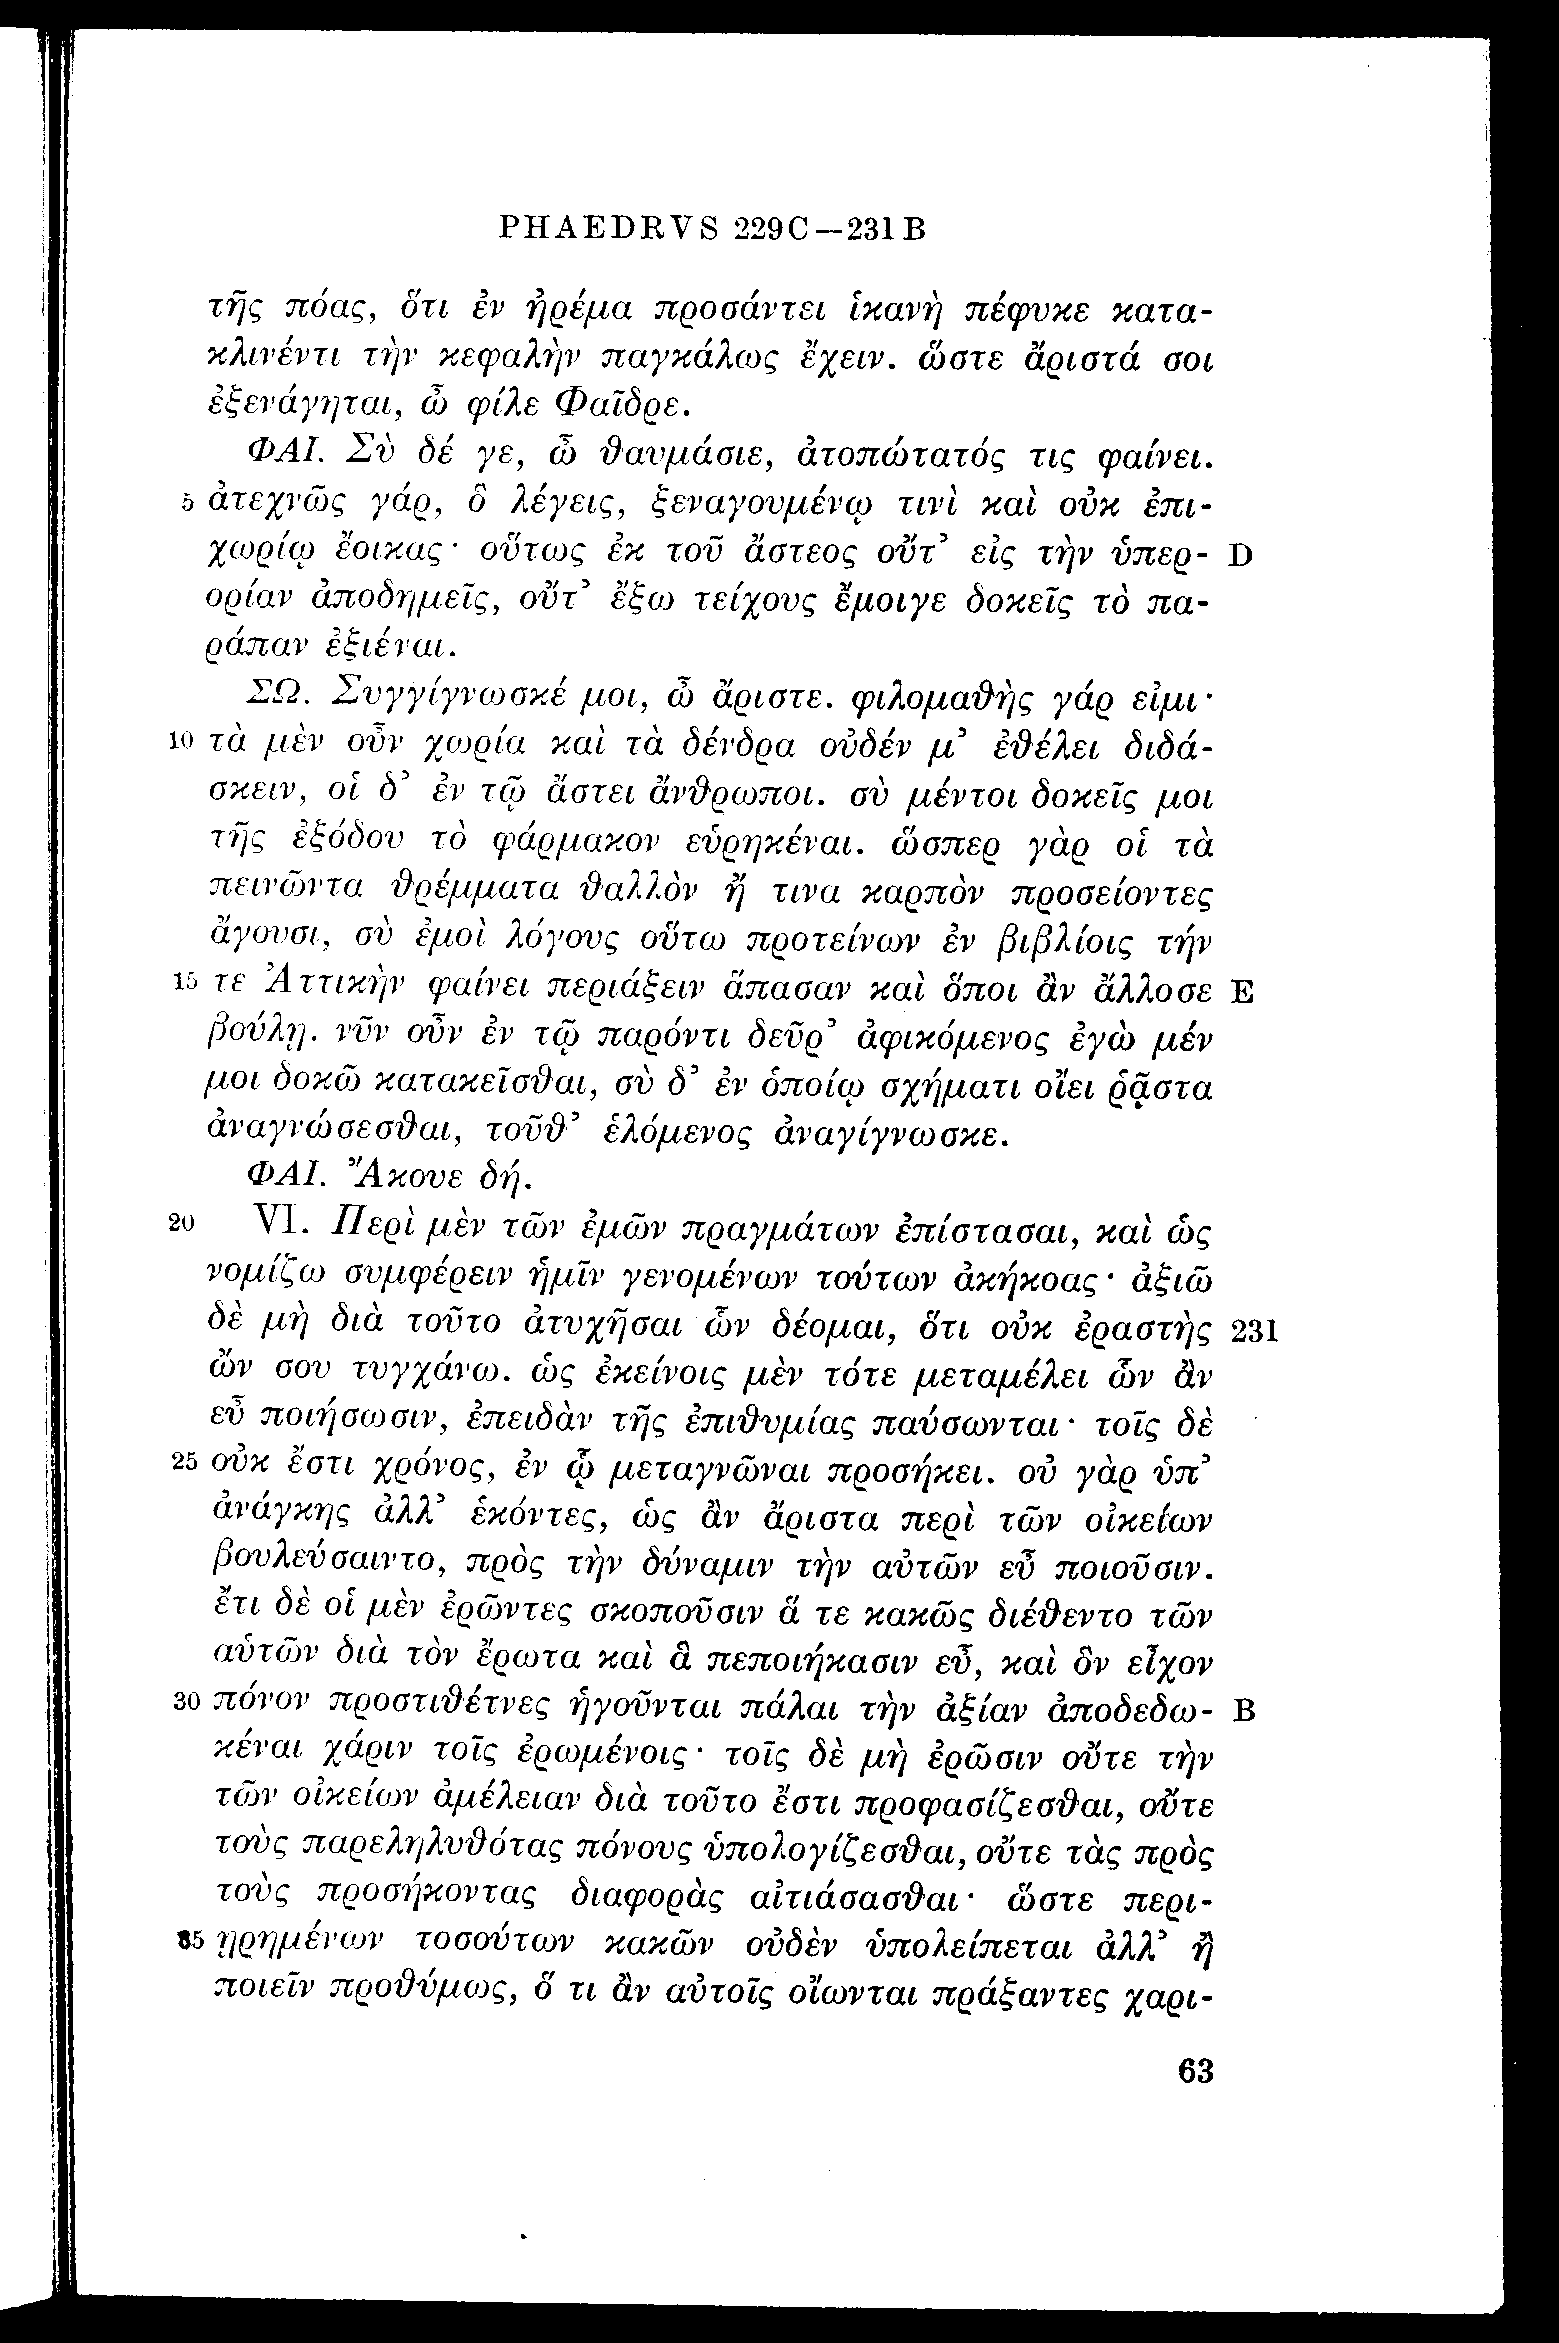 PHAEDRVS 229C—231B
τῆς πόας, ὅτι ἐν ἠρέμα προσάντει ἱκανὴ πέφυκε κατα-
κλινέντι τὴν κεφαλὴν παγκάλως ἔχειν. ὥστε ἄριστά σοι
ἐξενάγηται, ὦ φίλε Φαῖδρε.
ΦΑΙ. Σὺ δέ γε, ὦ θαυμάσιε, ἀτοπώτατός τις φαίνει.
5 ἀτεχνῶς γάρ, ὃ λέγεις, ξεναγουμένῳ τινὶ καὶ οὐκ ἐπι-
χωρίῳ ἔοικας· οὕτως ἐκ τοῦ ἄστεος οὔτ’ εἰς τὴν ὑπερ- D
ορίαν ἀποδημεῖς, οὔτ’ ἔξω τείχους ἔμοιγε δοκεῖς τὸ πα-
ράπαν ἐξιέναι.
ΣΩ. Συγγίγνωσκέ μοι, ὦ ἄριστε. φιλομαθὴς γάρ εἰμι·
10 τὰ μὲν οὖν χωρία καὶ τὰ δένδρα οὐδέν μ’ ἐθέλει διδά-
σκειν, οἱ δ’ ἐν τῷ ἄστει ἄνθρωποι. σὺ μέντοι δοκεῖς μοι
τῆς ἐξόδου τὸ φάρμακον εὑρηκέναι. ὥσπερ γὰρ οἱ τὰ
πεινῶντα θρέμματα θαλλὸν ἤ τινα καρπὸν προσείοντες
ἄγουσι, σὺ ἐμοὶ λόγους οὕτω προτείνων ἐν βιβλίοις τήν
15 τε Ἀττικὴν φαίνει περιάξειν ἅπασαν καὶ ὅποι ἂν ἄλλοσε E
βούλῃ. νῦν οὖν ἐν τῷ παρόντι δεῦρ’ ἀφικόμενος ἐγὼ μέν
μοι δοκῶ κατακεῖσθαι, σὺ δ’ ἐν ὁποίῳ σχήματι οἴει ῥᾷστα
ἀναγνώσεσθαι, τοῦθ’ ἑλόμενος ἀναγίγνωσκε.
ΦΑΙ. Ἄκουε δή.
20 VI. Περὶ μὲν τῶν ἐμῶν πραγμάτων ἐπίστασαι, καὶ ὡς
νομίζω συμφέρειν ἡμῖν γενομένων τούτων ἀκήκοας· ἀξιῶ
δὲ μὴ διὰ τοῦτο ἀτυχῆσαι ὧν δέομαι, ὅτι οὐκ ἐραστὴς 231
ὤν σου τυγχάνω. ὡς ἐκείνοις μὲν τότε μεταμέλει ὧν ἂν
εὖ ποιήσωσιν, ἐπειδὰν τῆς ἐπιθυμίας παύσωνται· τοῖς δὲ
25 οὐκ ἔστι χρόνος, ἐν ᾧ μεταγνῶναι προσήκει. οὐ γὰρ ὑπ’
ἀνάγκης ἀλλ’ ἑκόντες, ὡς ἂν ἄριστα περὶ τῶν οἰκείων
βουλεύσαιντο, πρὸς τὴν δύναμιν τὴν αὑτῶν εὖ ποιοῦσιν.
ἔτι δὲ οἱ μὲν ἐρῶντες σκοποῦσιν ἅ τε κακῶς διέθεντο τῶν
αὑτῶν διὰ τὸν ἔρωτα καὶ ἃ πεποιήκασιν εὖ, καὶ ὃν εἶχον
30 πόνον προστιθέτνες ἡγοῦνται πάλαι τὴν ἀξίαν ἀποδεδω- B
κέναι χάριν τοῖς ἐρωμένοις· τοῖς δὲ μὴ ἐρῶσιν οὔτε τὴν
τῶν οἰκείων ἀμέλειαν διὰ τοῦτο ἔστι προφασίζεσθαι, οὔτε
τοὺς παρεληλυθότας πόνους ὑπολογίζεσθαι, οὔτε τὰς πρὸς
τοὺς προσήκοντας διαφορὰς αἰτιάσασθαι· ὥστε περι-
35 ῃρημένων τοσούτων κακῶν οὐδὲν ὑπολείπεται ἀλλ’ ἢ
ποιεῖν προθύμως, ὅ τι ἂν αὐτοῖς οἴωνται πράξαντες χαρι-
63